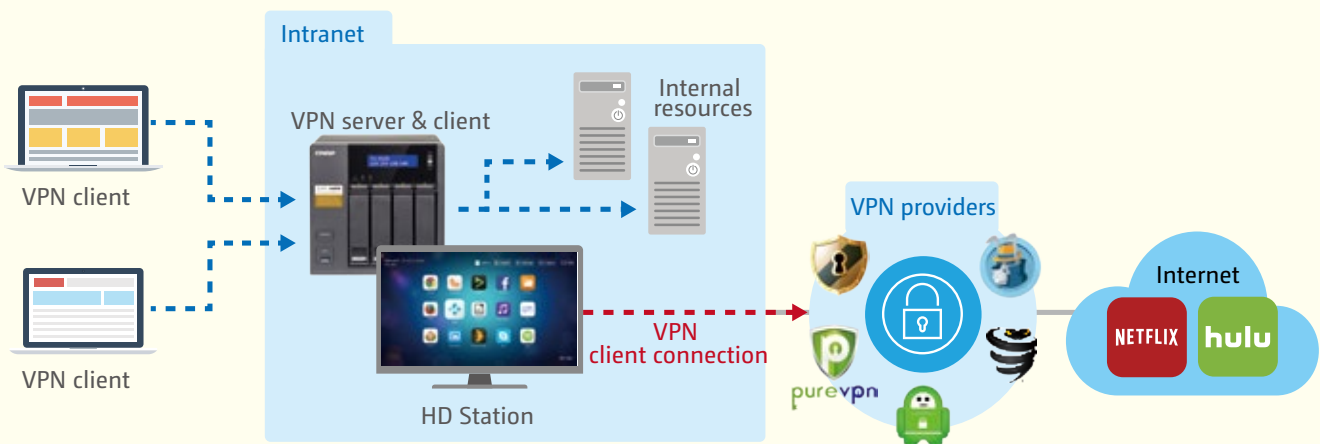 Intranet
VPN client
VPN client
VPN server & client
Internal
resources
HD Station
VPN
client connection
VPN providers
purevpn
Internet
NETFLIX
hulu